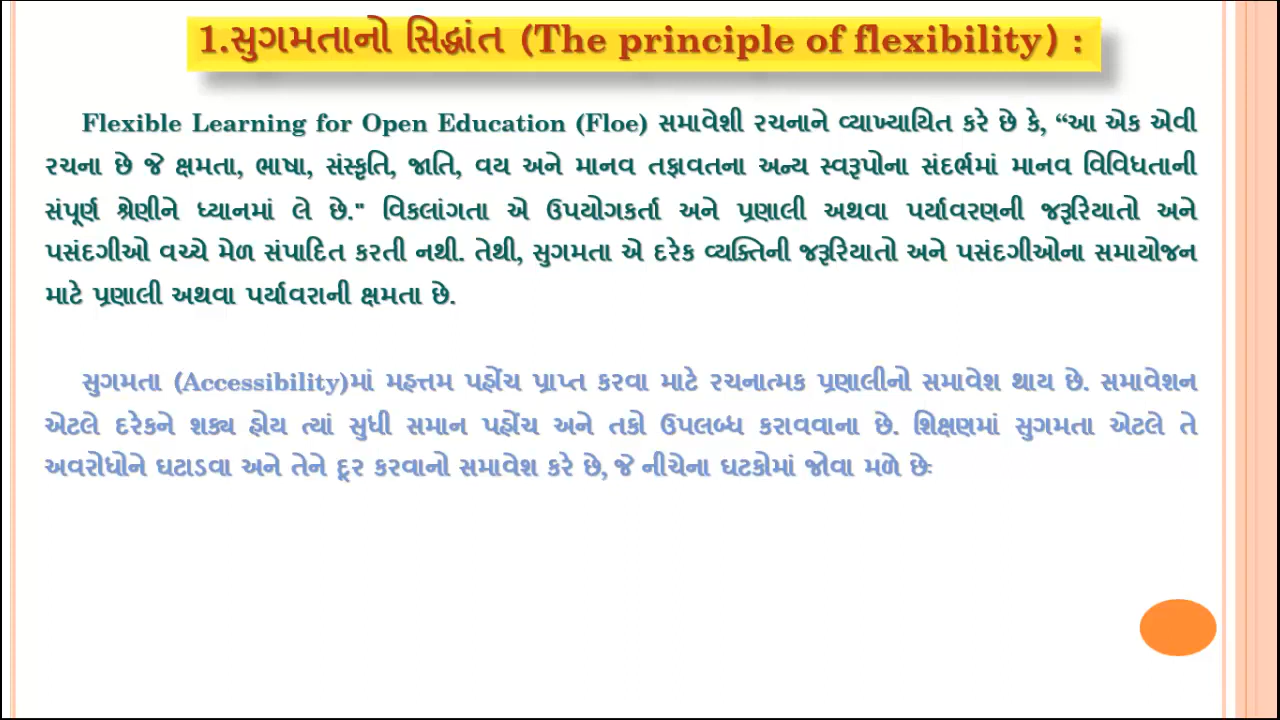 1.સુગમતાનો સિદ્ધાંત (The principle of flexibility) :
Flexible Learning for Open Education (Floe) સમાવેશી રચનાને વ્યાખ્યાયિત કરે છે કે, “આ એક એવી
રચના છે જે ક્ષમતા, ભાષા, સંસ્કૃતિ, જાતિ, વય અને માનવ તફાવતના અન્ય સ્વરૂપોના સંદર્ભમાં માનવ વિવિધતાની
સંપૂર્ણ શ્રેણીને ધ્યાનમાં લે છે." વિકલાંગતા એ ઉપયોગકર્તા અને પ્રણાલી અથવા પર્યાવરણની જરૂરિયાતો અને
પસંદગીઓ વચ્ચે મેળ સંપાદિત કરતી નથી. તેથી, સુગમતા એ દરેક વ્યક્તિની જરૂરિયાતો અને પસંદગીઓના સમાયોજન
માટે પ્રણાલી અથવા પર્યાવરાની ક્ષમતા છે.
સુગમતા (Accessibility)માં મહત્તમ પહોંચ પ્રાપ્ત કરવા માટે રચનાત્મક પ્રણાલીનો સમાવેશ થાય છે. સમાવેશન
એટલે દરેકને શક્ય હોય ત્યાં સુધી સમાન પહોંચ અને તકો ઉપલબ્ધ કરાવવાના છે. શિક્ષણમાં સુગમતા એટલે તે
અવરોધોને ઘટાડવા અને તેને દૂર કરવાનો સમાવેશ કરે છે, જે નીચેના ઘટકોમાં જોવા મળે છેઃ